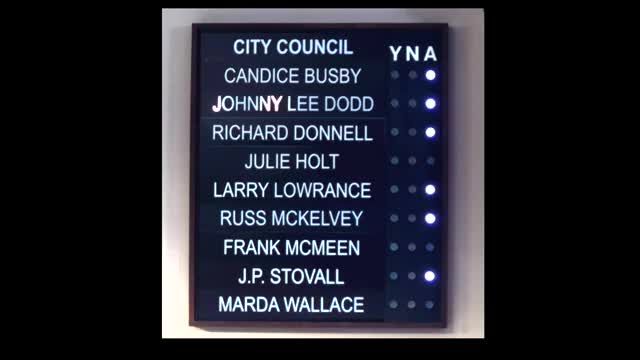 CITY COUNCIL Y N A
CANDICE BUSBY
JOHNNY LEE DODD
RICHARD DONNELL
JULIE HOLT
LARRY LOWRANCE
RUSS MCKELVEY
FRANK MCMEEN
J.P. STOVALL
MARDA WALLACE